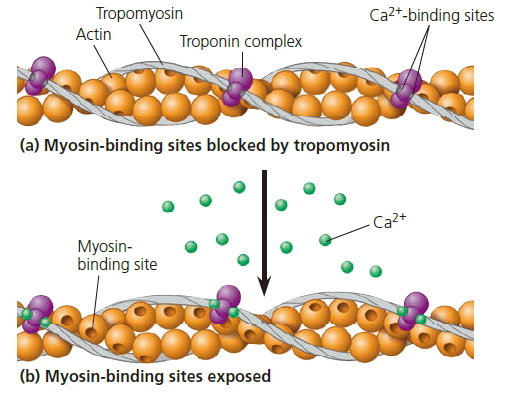 Tropomyosin
Actin
Troponin complex
Ca²⁺-binding sites
(a) Myosin-binding sites blocked by tropomyosin
Ca²⁺
Myosin-
binding site
(b) Myosin-binding sites exposed